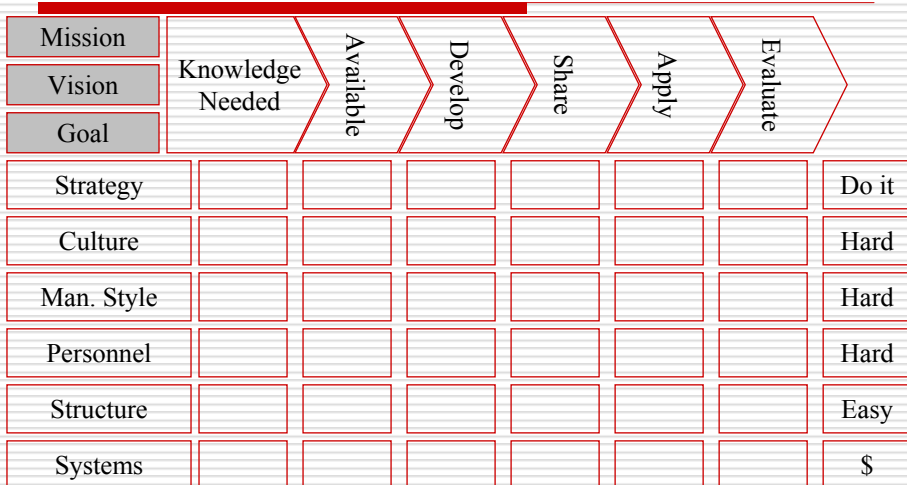 Mission
Vision
Goal
Knowledge
Needed
Available
Develop
Share
Apply
Evaluate
Strategy
Do it
Culture
Hard
Man. Style
Hard
Personnel
Hard
Structure
Easy
Systems
$